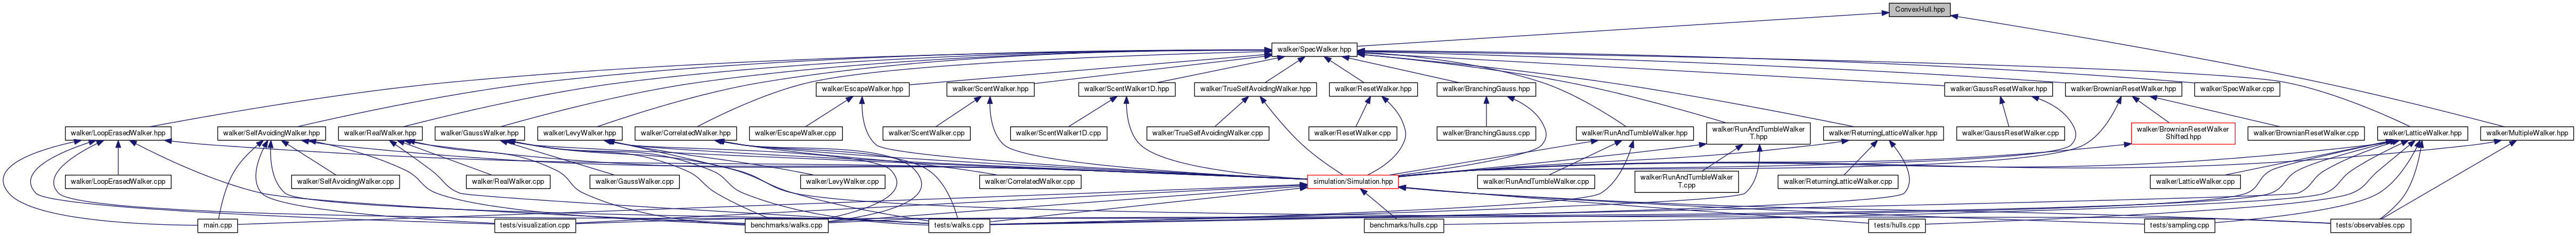 ConvexHull.hpp
walker/SpecWalker.hpp
walker/EscapeWalker.hpp
walker/ScentWalker.hpp
walker/ScentWalker1D.hpp
walker/TrueSelfAvoidingWalker.hpp
walker/ResetWalker.hpp
walker/BranchingGauss.hpp
walker/GaussResetWalker.hpp
walker/BrownianResetWalker.hpp
walker/SpecWalker.cpp
walker/LoopErasedWalker.hpp
walker/SelfAvoidingWalker.hpp
walker/RealWalker.hpp
walker/GaussWalker.hpp
walker/LevyWalker.hpp
walker/CorrelatedWalker.hpp
walker/EscapeWalker.cpp
walker/ScentWalker.cpp
walker/ScentWalker1D.cpp
walker/TrueSelfAvoidingWalker.cpp
walker/ResetWalker.cpp
walker/BranchingGauss.cpp
walker/RunAndTumbleWalker.hpp
walker/RunAndTumbleWalker
T.hpp
walker/ReturningLatticeWalker.hpp
walker/GaussResetWalker.cpp
walker/BrownianResetWalker
Shifted.hpp
walker/BrownianResetWalker.cpp
walker/LatticeWalker.hpp
walker/MultipleWalker.hpp
walker/LoopErasedWalker.cpp
walker/SelfAvoidingWalker.cpp
walker/RealWalker.cpp
walker/GaussWalker.cpp
walker/LevyWalker.cpp
walker/CorrelatedWalker.cpp
simulation/Simulation.hpp
walker/RunAndTumbleWalker.cpp
walker/RunAndTumbleWalker
T.cpp
walker/ReturningLatticeWalker.cpp
walker/LatticeWalker.cpp
main.cpp
tests/visualization.cpp
benchmarks/walks.cpp
tests/walks.cpp
benchmarks/hulls.cpp
tests/hulls.cpp
tests/sampling.cpp
tests/observables.cpp